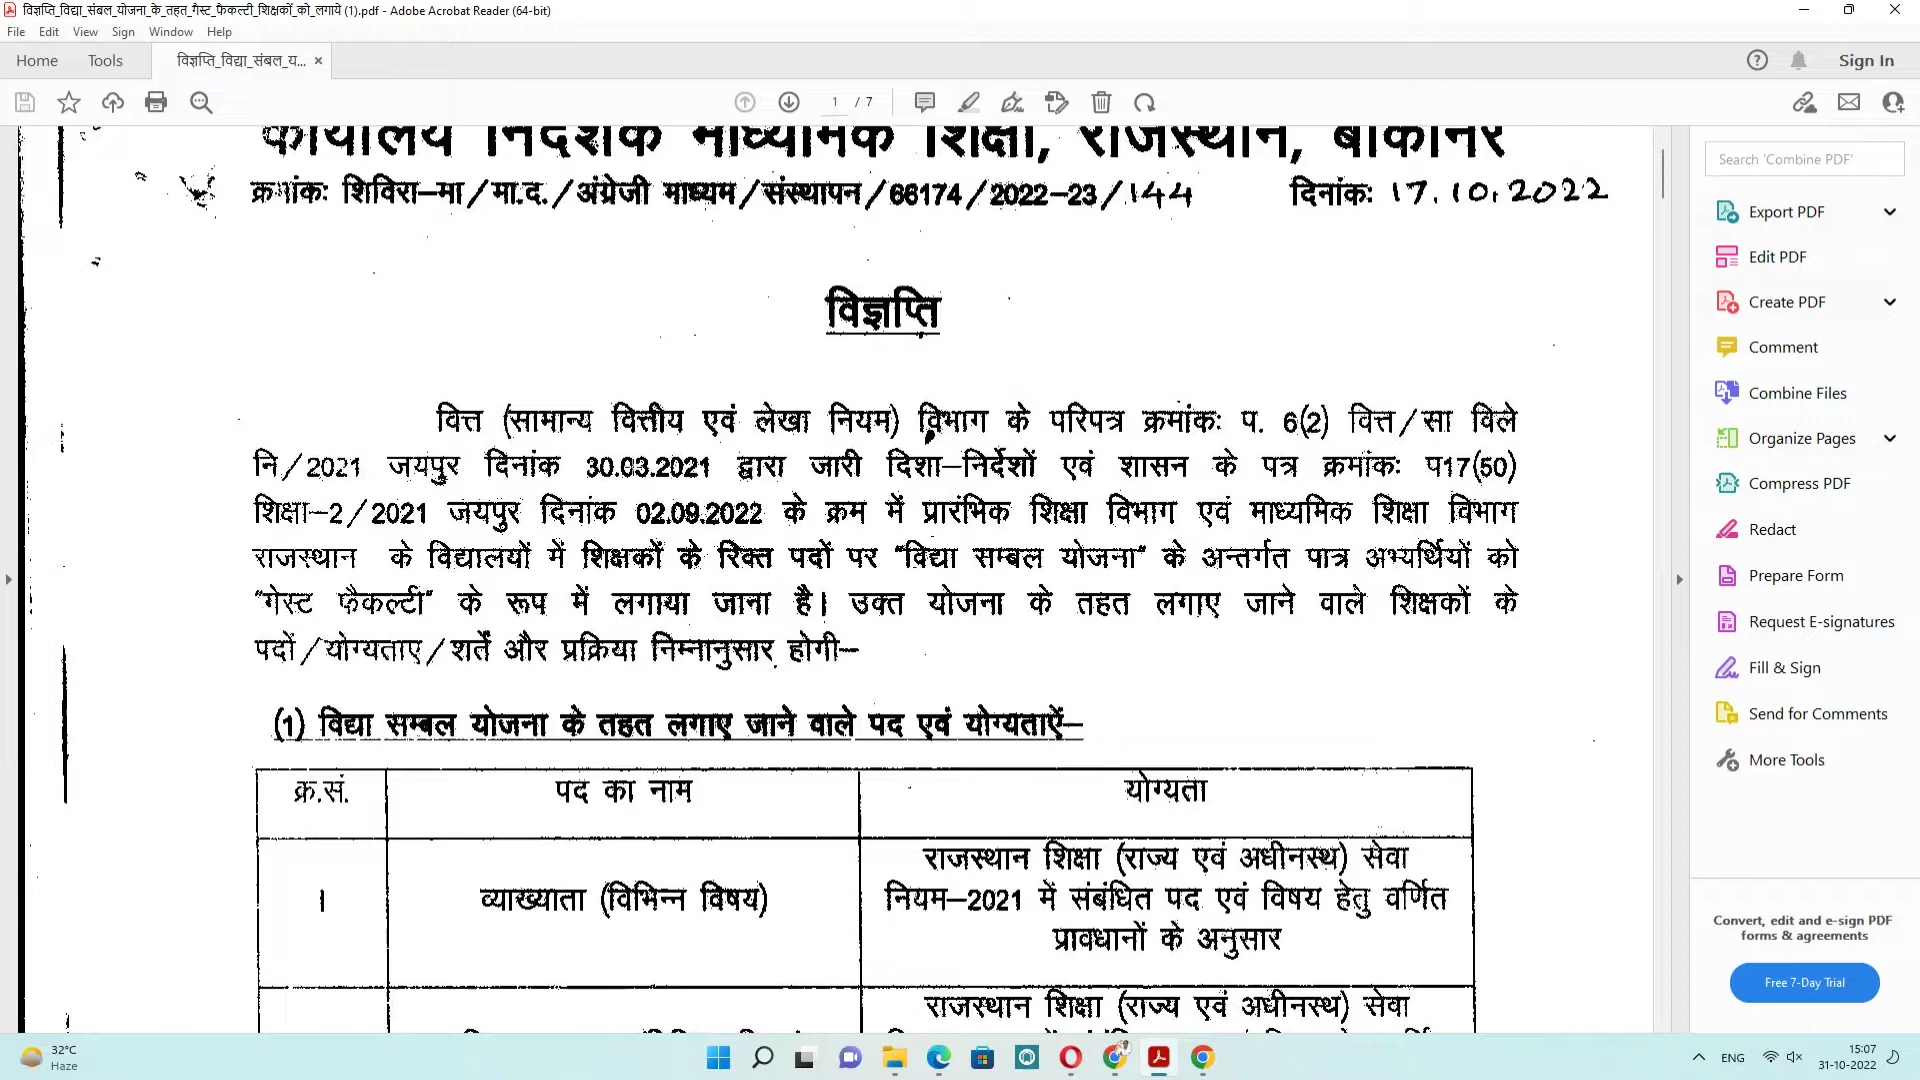 विज्ञप्ति_विद्या_संबल_योजना_के_तहत_गैस्ट_फैकल्टी_शिक्षकों_को_लगाये (1).pdf - Adobe Acrobat Reader (64-bit)
File Edit View Sign Window Help
Home Tools विज्ञप्ति_विद्या_संबल_य... × Sign In
1 / 7
कार्यालय निदेशक माध्यमिक शिक्षा, राजस्थान, बीकानेर
क्रमांकः शिविरा–मा/मा.द./अंग्रेजी माध्यम/संस्थापन/66174/2022-23/144 दिनांकः 17.10.2022
विज्ञप्ति
वित्त (सामान्य वित्तीय एवं लेखा नियम) विभाग के परिपत्र क्रमांकः प. 6(2) वित्त/सा विले
नि/2021 जयपुर दिनांक 30.03.2021 द्वारा जारी दिशा–निर्देशों एवं शासन के पत्र क्रमांकः प17(50)
शिक्षा–2/2021 जयपुर दिनांक 02.09.2022 के क्रम में प्रारंभिक शिक्षा विभाग एवं माध्यमिक शिक्षा विभाग
राजस्थान के विद्यालयों में शिक्षकों के रिक्त पदों पर "विद्या सम्बल योजना" के अन्तर्गत पात्र अभ्यर्थियों को
"गेस्ट फैकल्टी" के रूप में लगाया जाना है। उक्त योजना के तहत लगाए जाने वाले शिक्षकों के
पदों/योग्यताए/शर्तें और प्रक्रिया निम्नानुसार होगी–
(1) विद्या सम्बल योजना के तहत लगाए जाने वाले पद एवं योग्यताऐं–
क्र.सं. पद का नाम योग्यता
1 व्याख्याता (विभिन्न विषय) राजस्थान शिक्षा (राज्य एवं अधीनस्थ) सेवा
नियम–2021 में संबंधित पद एवं विषय हेतु वर्णित
प्रावधानों के अनुसार
राजस्थान शिक्षा (राज्य एवं अधीनस्थ) सेवा
Search 'Combine PDF'
Export PDF
Edit PDF
Create PDF
Comment
Combine Files
Organize Pages
Compress PDF
Redact
Prepare Form
Request E-signatures
Fill & Sign
Send for Comments
More Tools
Convert, edit and e-sign PDF
forms & agreements
Free 7-Day Trial
32°C
Haze
ENG
15:07
31-10-2022